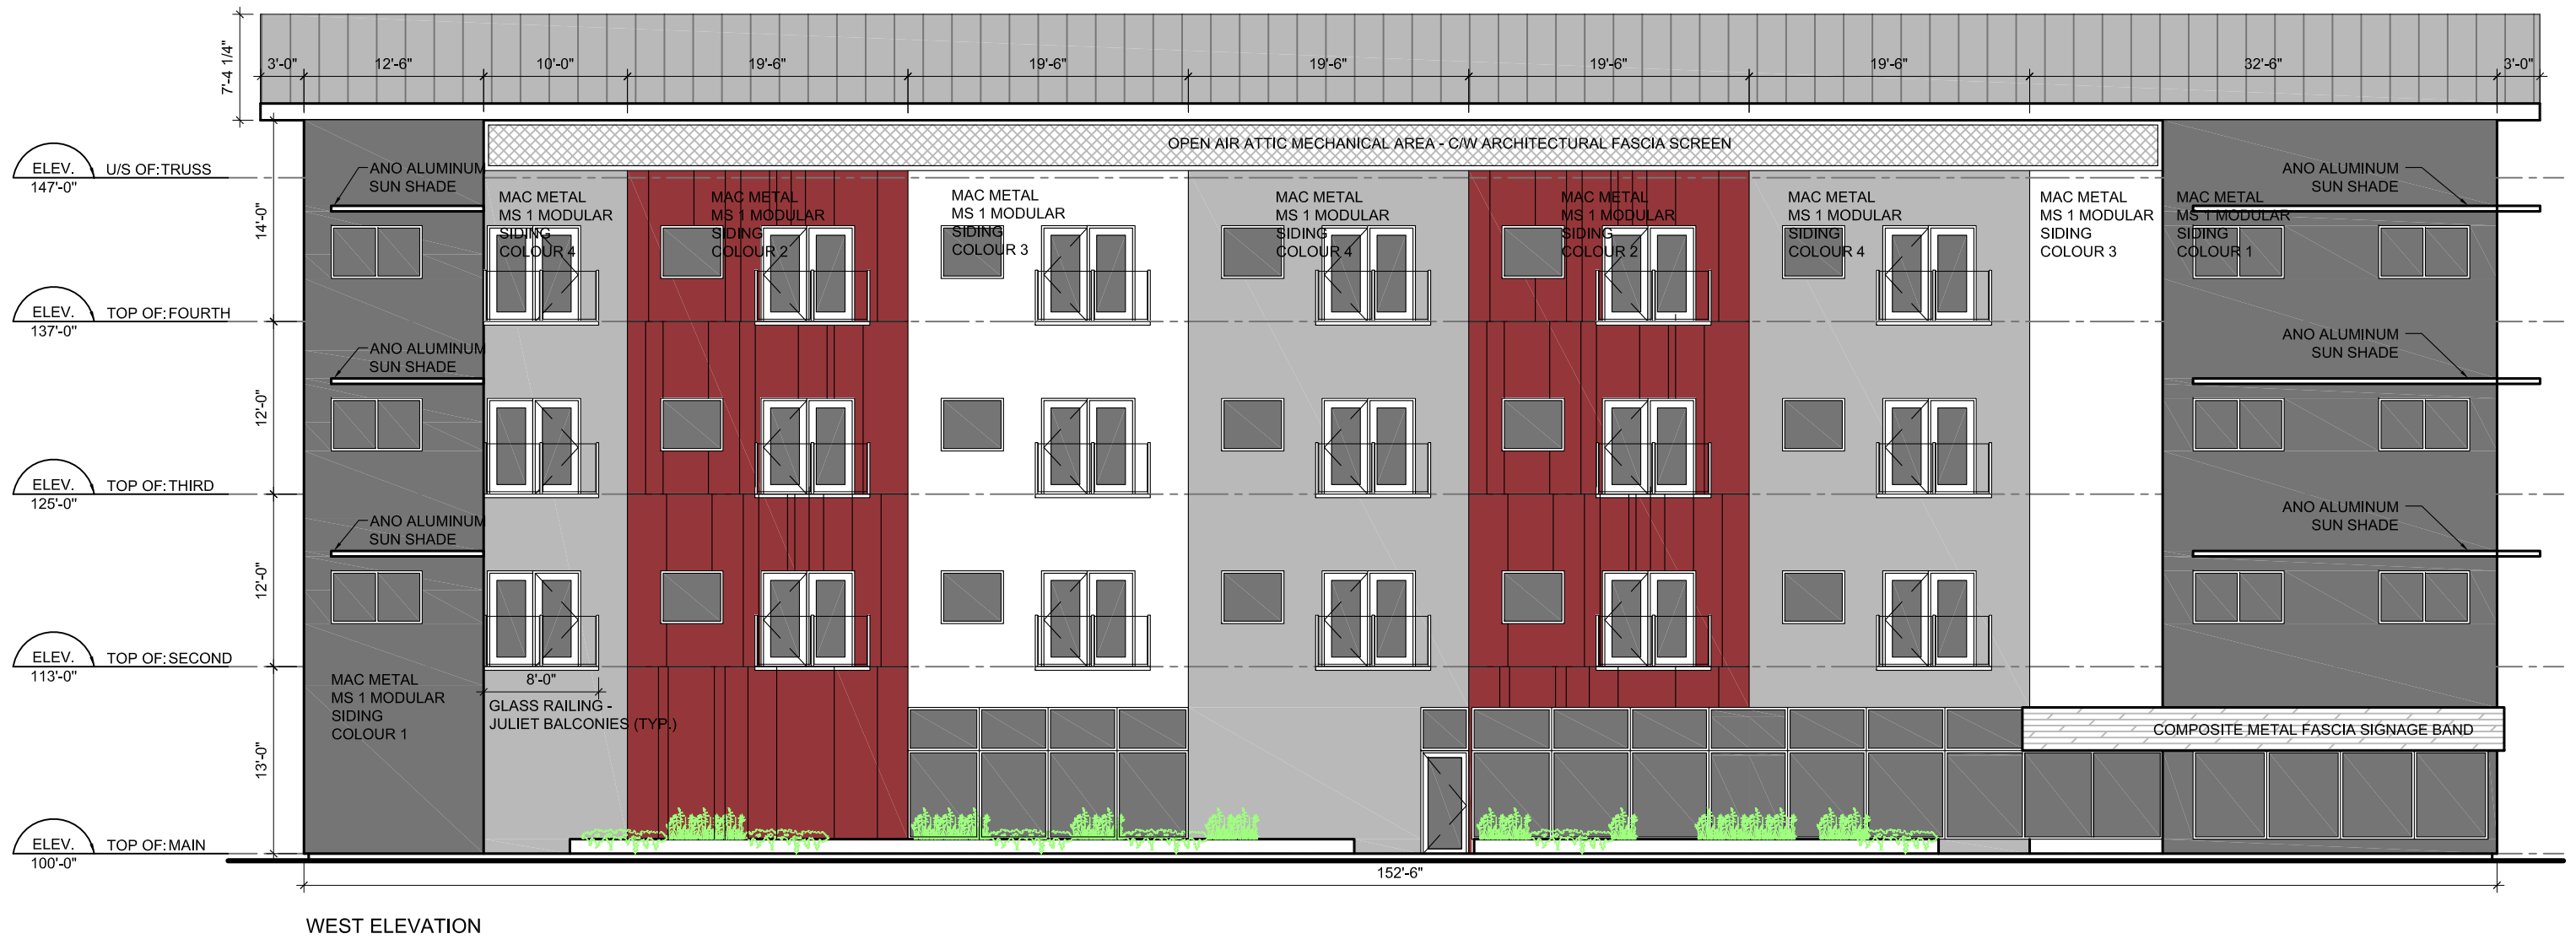 7'-4 1/4"
3'-0"
12'-6"
10'-0"
19'-6"
19'-6"
19'-6"
19'-6"
19'-6"
32'-6"
3'-0"
OPEN AIR ATTIC MECHANICAL AREA - C/W ARCHITECTURAL FASCIA SCREEN
ELEV.
147'-0"
U/S OF:TRUSS
ANO ALUMINUM
SUN SHADE
ANO ALUMINUM
SUN SHADE
MAC METAL
MS 1 MODULAR
SIDING
COLOUR 4
MAC METAL
MS 1 MODULAR
SIDING
COLOUR 2
MAC METAL
MS 1 MODULAR
SIDING
COLOUR 3
MAC METAL
MS 1 MODULAR
SIDING
COLOUR 4
MAC METAL
MS 1 MODULAR
SIDING
COLOUR 2
MAC METAL
MS 1 MODULAR
SIDING
COLOUR 4
MAC METAL
MS 1 MODULAR
SIDING
COLOUR 3
MAC METAL
MS 1 MODULAR
SIDING
COLOUR 1
14'-0"
ELEV.
137'-0"
TOP OF:FOURTH
ANO ALUMINUM
SUN SHADE
ANO ALUMINUM
SUN SHADE
12'-0"
ELEV.
125'-0"
TOP OF:THIRD
ANO ALUMINUM
SUN SHADE
ANO ALUMINUM
SUN SHADE
12'-0"
ELEV.
113'-0"
TOP OF:SECOND
MAC METAL
MS 1 MODULAR
SIDING
COLOUR 1
8'-0"
GLASS RAILING -
JULIET BALCONIES (TYP.)
COMPOSITE METAL FASCIA SIGNAGE BAND
13'-0"
ELEV.
100'-0"
TOP OF:MAIN
152'-6"
WEST ELEVATION